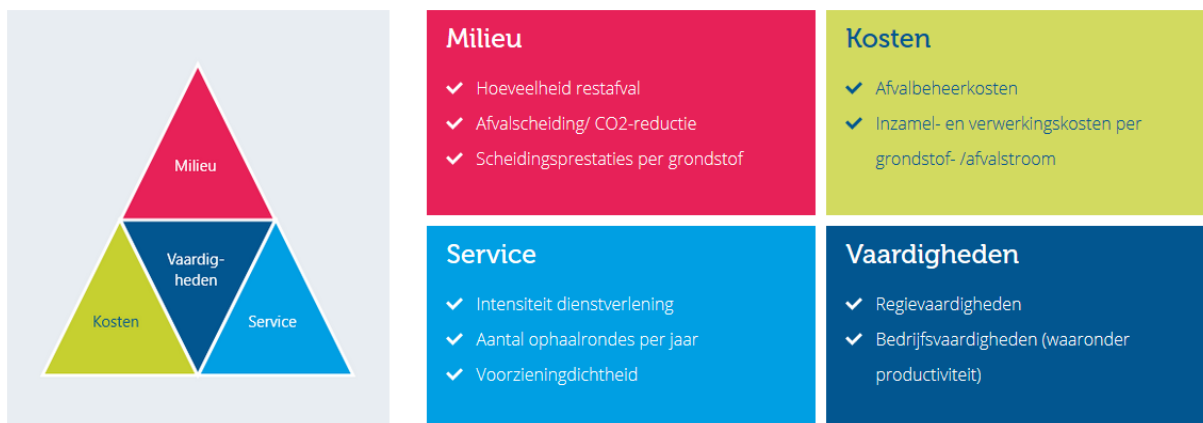 Milieu
Vaardig-
heden
Kosten
Service
Milieu
Hoeveelheid restafval
Afvalscheiding/ CO2-reductie
Scheidingsprestaties per grondstof
Kosten
Afvalbeheerkosten
Inzamel- en verwerkingskosten per
grondstof- /afvalstroom
Service
Intensiteit dienstverlening
Aantal ophaalrondes per jaar
Voorzieningdichtheid
Vaardigheden
Regievaardigheden
Bedrijfsvaardigheden (waaronder
productiviteit)